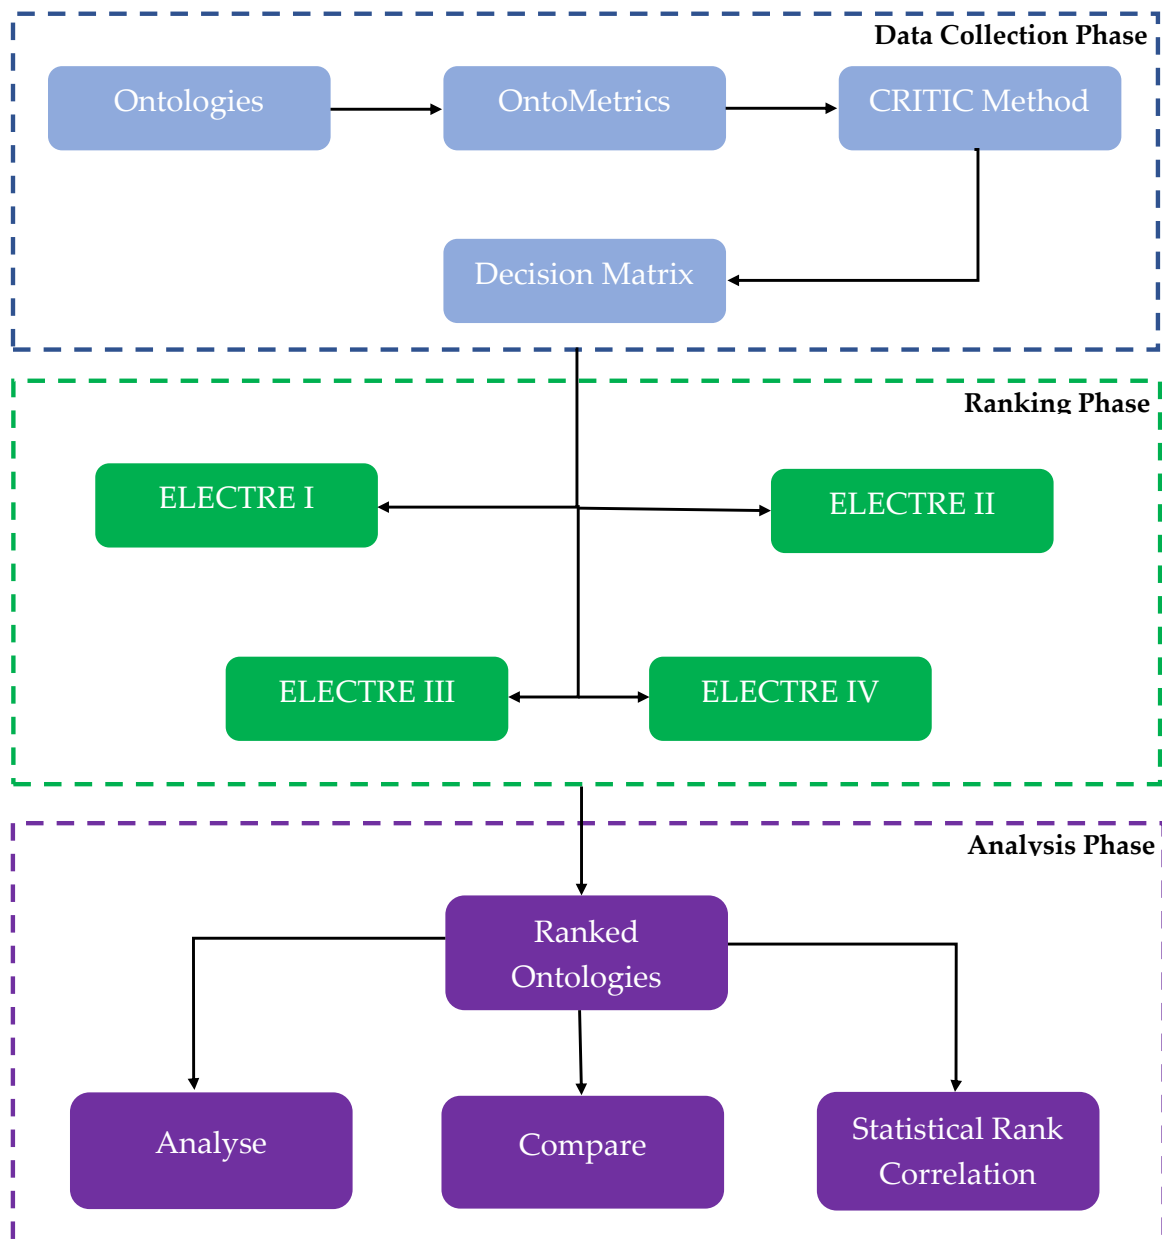 Data Collection Phase
Ontologies
OntoMetrics
CRITIC Method
Decision Matrix
Ranking Phase
ELECTRE I
ELECTRE II
ELECTRE III
ELECTRE IV
Analysis Phase
Ranked
Ontologies
Analyse
Compare
Statistical Rank
Correlation